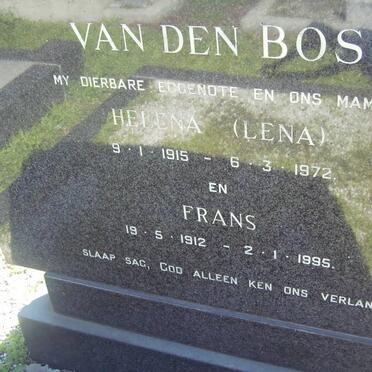 VAN DEN BOS
MY DIERBARE EGGENOTE EN ONS MAM
HELENA (LENA)
9·1·1915 – 6·3·1972.
EN
FRANS
19·5·1912 – 2·1·1995.
SLAAP SAG, GOD ALLEEN KEN ONS VERLAN